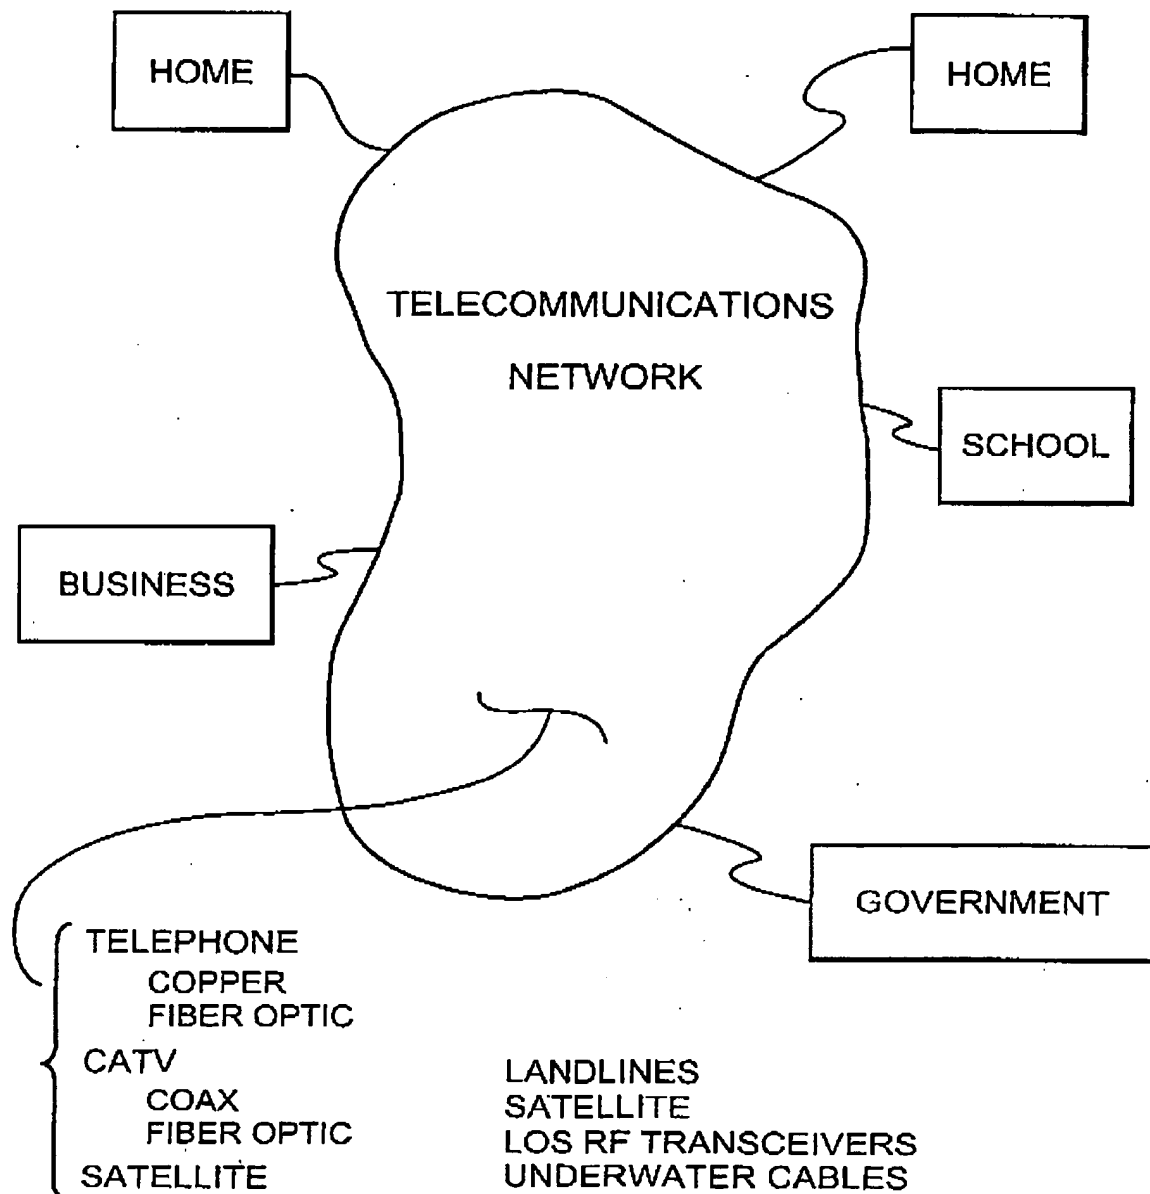 HOME
HOME
TELECOMMUNICATIONS
NETWORK
SCHOOL
BUSINESS
GOVERNMENT
TELEPHONE
COPPER
FIBER OPTIC
CATV
COAX
FIBER OPTIC
SATELLITE
LANDLINES
SATELLITE
LOS RF TRANSCEIVERS
UNDERWATER CABLES